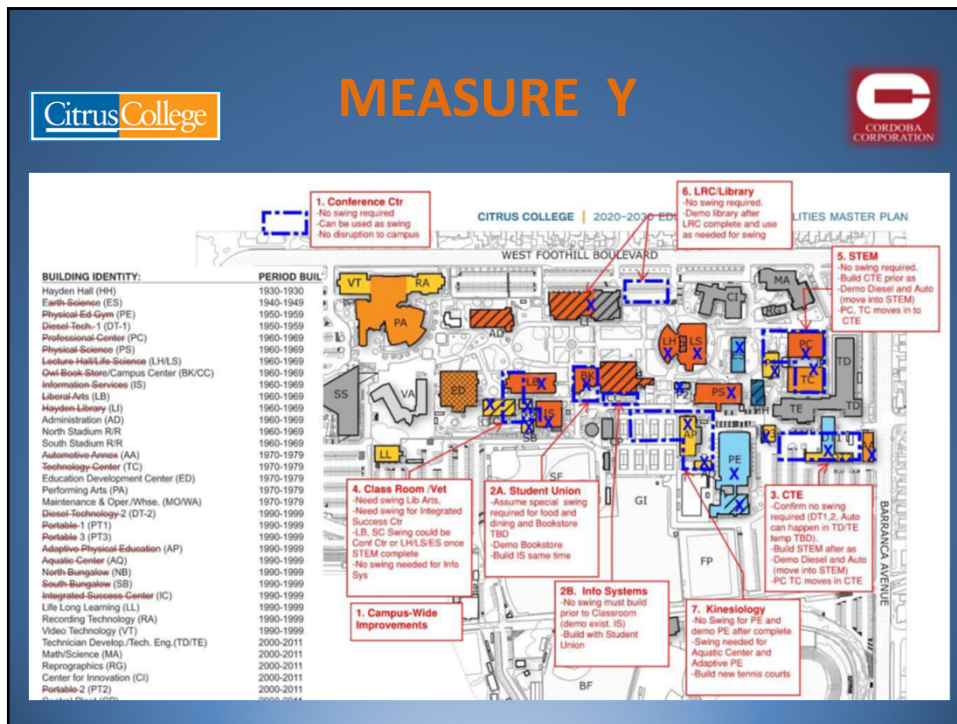 MEASURE Y
CitrusCollege
CORDOBA
CORPORATION
1. Conference Ctr
-No swing required
-Can be used as swing
-No disruption to campus
CITRUS COLLEGE | 2020-2030
LITIES MASTER PLAN
6. LRC/Library
-No swing required.
-Demo library after
LRC complete and use
as needed for swing
WEST FOOTHILL BOULEVARD
5. STEM
-No swing required.
-Build CTE prior as
-Demo Diesel and Auto
(move into STEM)
-PC, TC moves in to
CTE
BUILDING IDENTITY: PERIOD BUIL
Hayden Hall (HH) 1930-1930
Earth Science (ES) 1940-1949
Physical Ed Gym (PE) 1950-1959
Diesel Tech. 1 (DT-1) 1950-1959
Professional Center (PC) 1960-1969
Physical Science (PS) 1960-1969
Lecture Hall/Life Science (LH/LS) 1960-1969
Owl Book Store/Campus Center (BK/CC) 1960-1969
Information Services (IS) 1960-1969
Liberal Arts (LB) 1960-1969
Hayden Library (LI) 1960-1969
Administration (AD) 1960-1969
North Stadium R/R 1960-1969
South Stadium R/R 1960-1969
Automotive Annex (AA) 1970-1979
Technology Center (TC) 1970-1979
Education Development Center (ED) 1970-1979
Performing Arts (PA) 1970-1979
Maintenance & Oper./Whse. (MO/WA) 1970-1979
Diesel Technology 2 (DT-2) 1990-1999
Portable 1 (PT1) 1990-1999
Portable 3 (PT3) 1990-1999
Adaptive Physical Education (AP) 1990-1999
Aquatic Center (AQ) 1990-1999
North Bungalow (NB) 1990-1999
South Bungalow (SB) 1990-1999
Integrated Success Center (IC) 1990-1999
Life Long Learning (LL) 1990-1999
Recording Technology (RA) 1990-1999
Video Technology (VT) 1990-1999
Technician Develop./Tech. Eng.(TD/TE) 2000-2011
Math/Science (MA) 2000-2011
Reprographics (RG) 2000-2011
Center for Innovation (CI) 2000-2011
Portable 2 (PT2) 2000-2011
VT
RA
PA
AD
CI
MA
LH
LS
ES
PC
TC
TD
SS
VA
ED
LB
BK
PS
HH
TE
TD
IS
SB
LL
AP
PE
SF
GI
FP
BF
BARRANCA AVENUE
4. Class Room /Vet
-Need swing Lib Arts,
-Need swing for Integrated
Success Ctr
-LB, SC Swing could be
Conf Ctr or LH/LS/ES once
STEM complete
-No swing needed for Info
Sys
2A. Student Union
-Assume special swing
required for food and
dining and Bookstore
TBD
-Demo Bookstore
-Build IS same time
3. CTE
-Confirm no swing
required (DT1,2, Auto
can happen in TD/TE
temp TBD).
-Build STEM after as
-Demo Diesel and Auto
(move into STEM)
-PC TC moves in CTE
2B. Info Systems
-No swing must build
prior to Classroom
(demo exist. IS)
-Build with Student
Union
7. Kinesiology
-No Swing for PE and
demo PE after complete
-Swing needed for
Aquatic Center and
Adaptive PE
-Build new tennis courts
1. Campus-Wide
Improvements